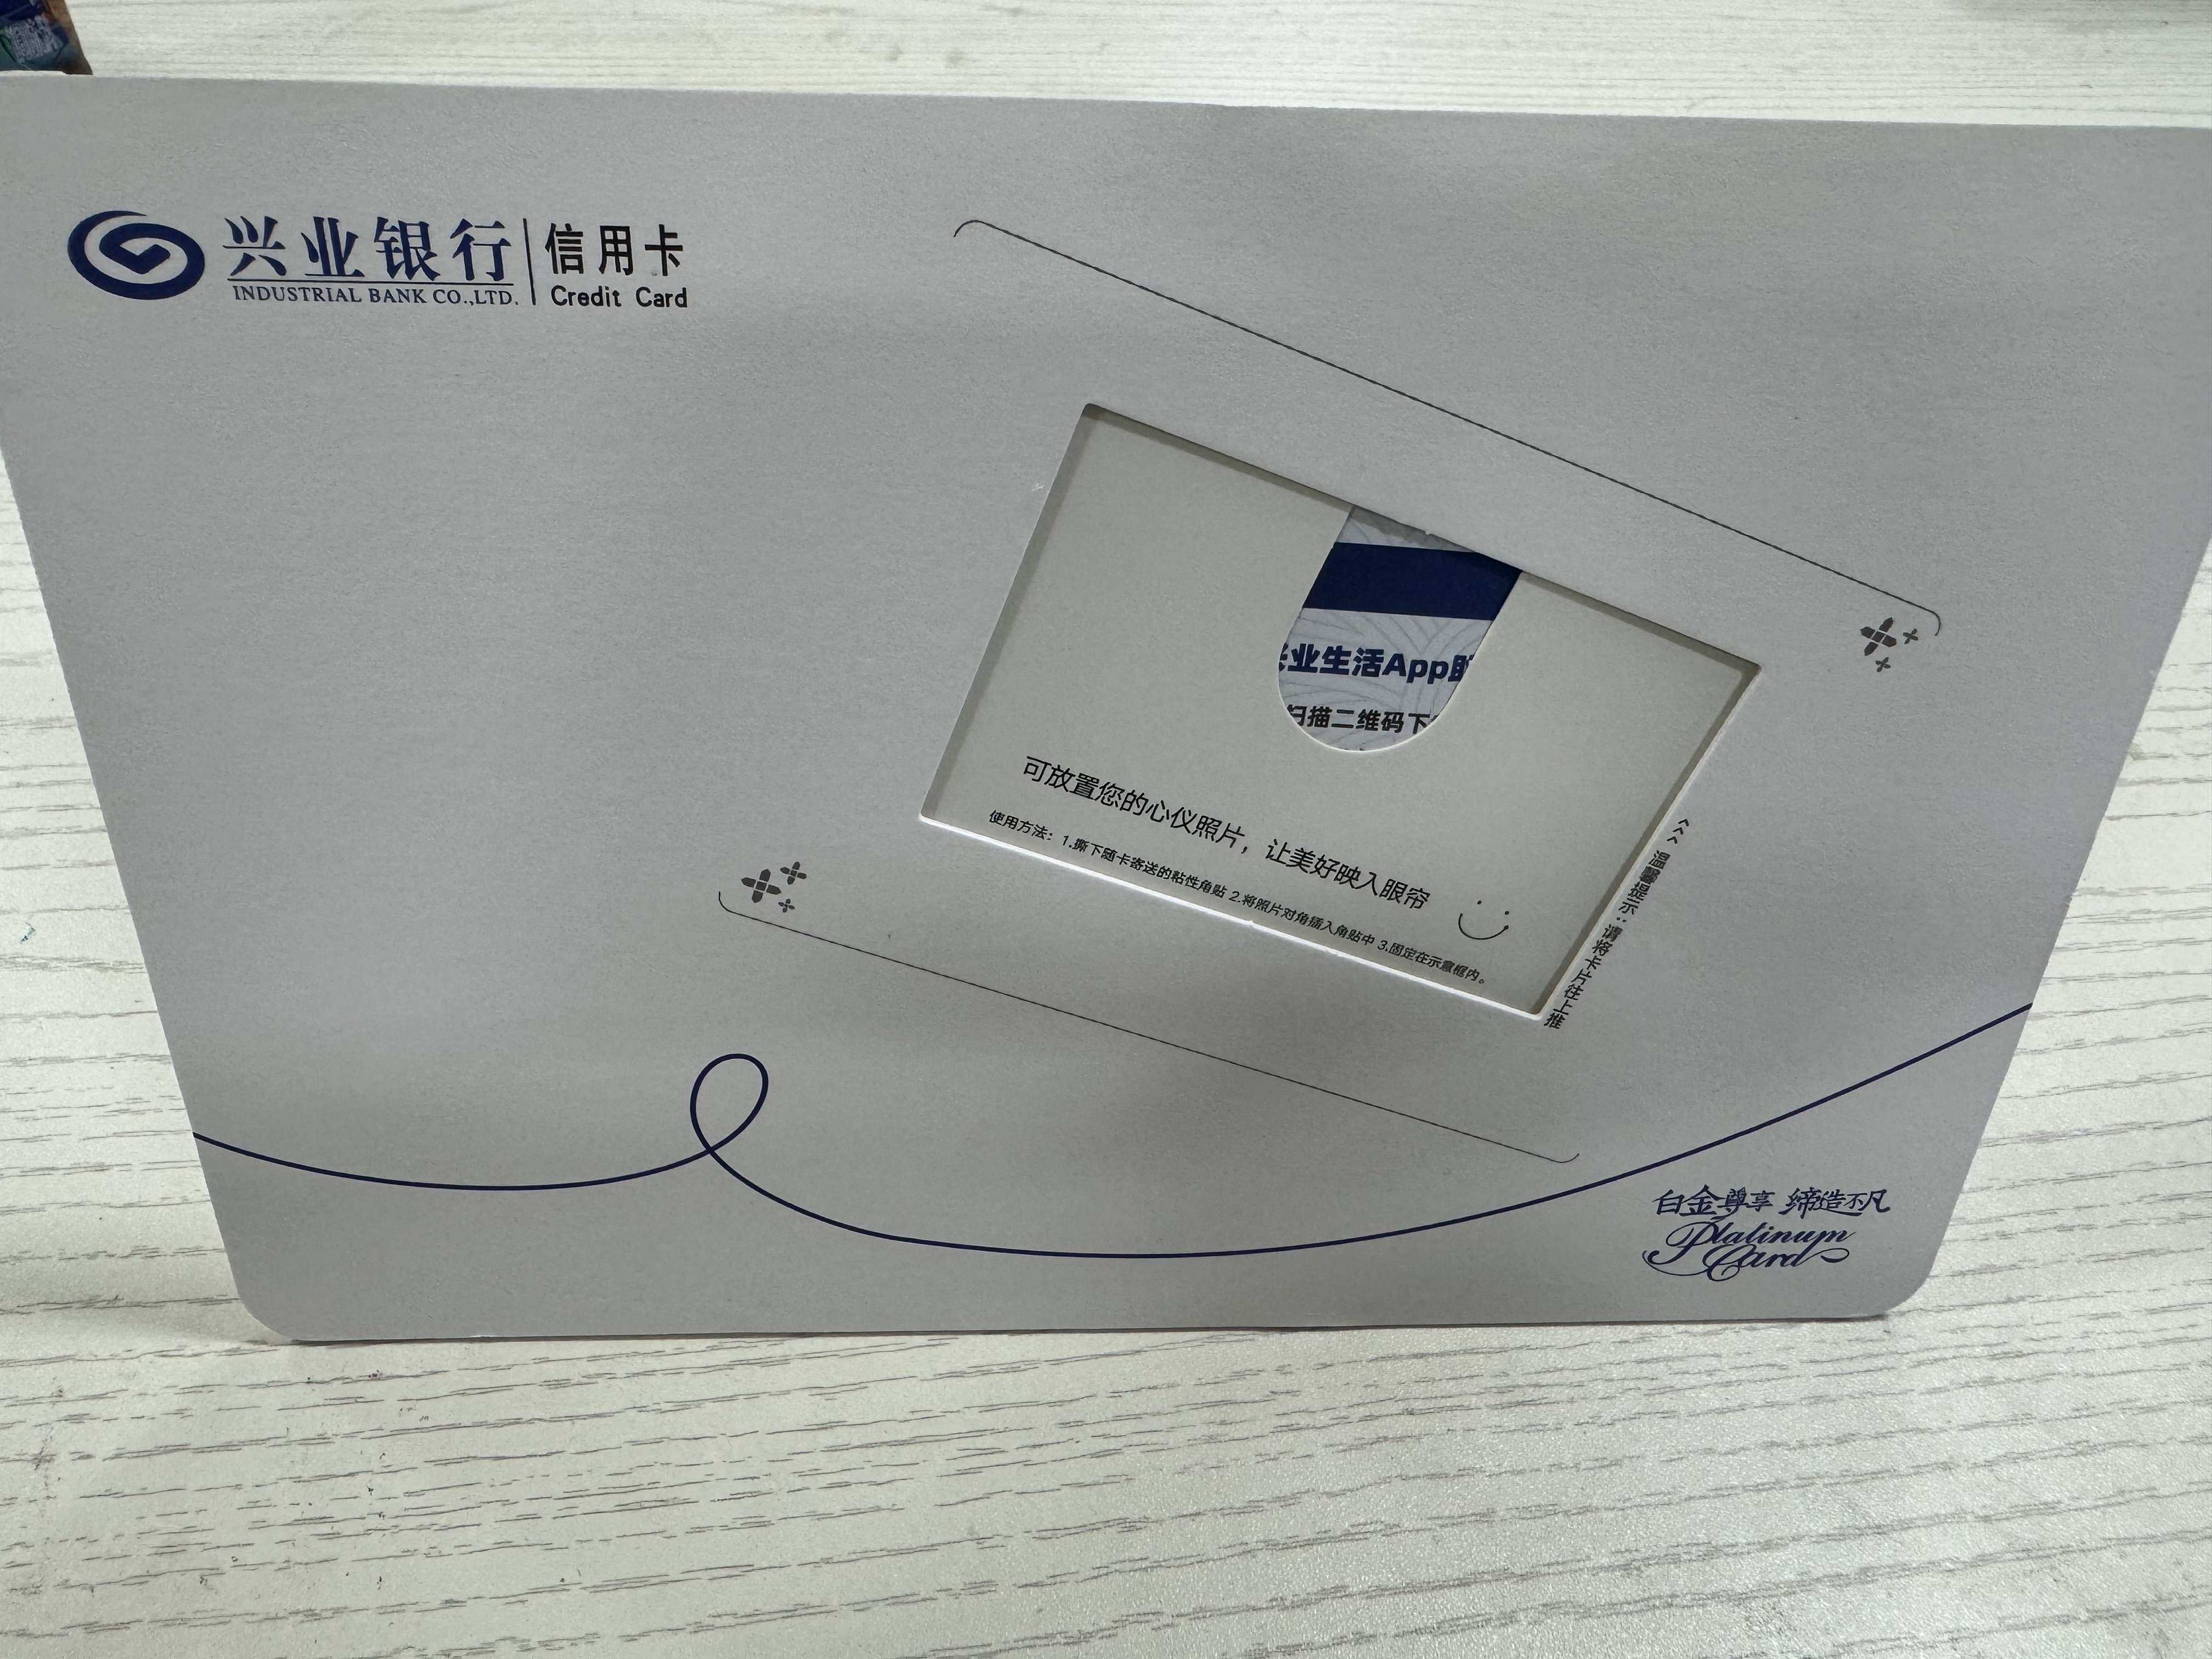 兴业银行
INDUSTRIAL BANK CO.,LTD.
信用卡
Credit Card
业生活App
扫描二维码下
可放置您的心仪照片，让美好映入眼帘
使用方法：1.撕下随卡寄送的粘性角贴 2.将照片对角插入角贴中 3.固定在示意框内。
<<< 温馨提示：请将卡片往上推
白金尊享 缔造不凡
Platinum
Card